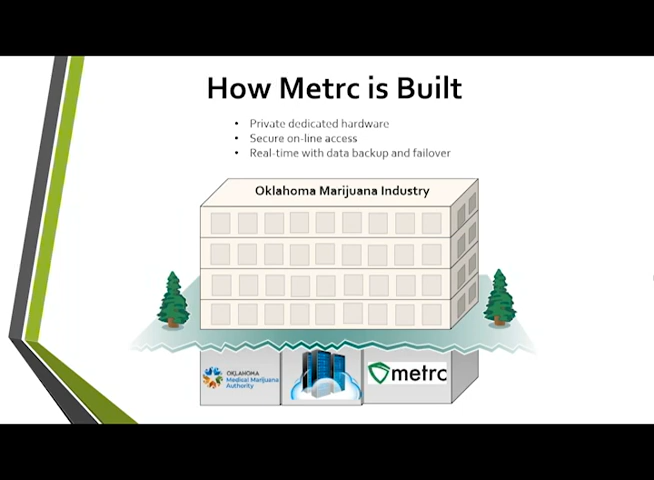 How Metrc is Built
• Private dedicated hardware
• Secure on-line access
• Real-time with data backup and failover
Oklahoma Marijuana Industry
OKLAHOMA
Medical Marijuana
Authority
metrc